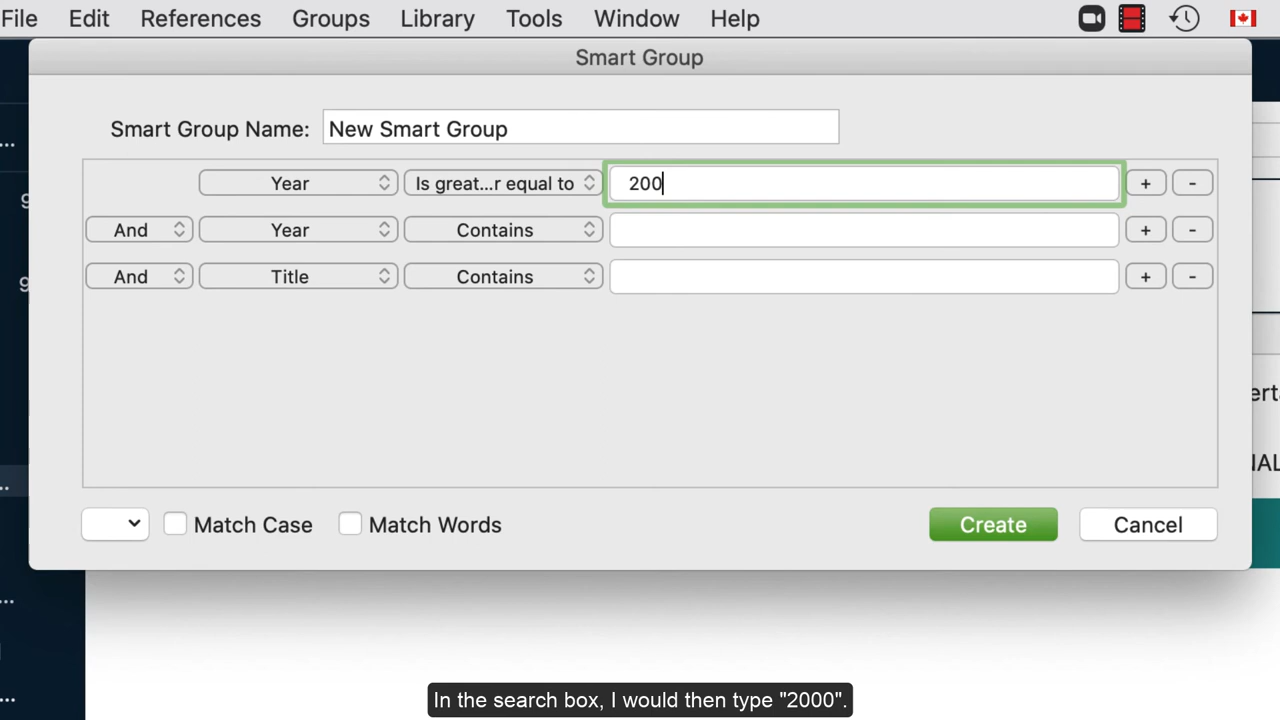 File Edit References Groups Library Tools Window Help
Smart Group
Smart Group Name: New Smart Group
Year Is great...r equal to 200 + -
And Year Contains + -
And Title Contains + -
Match Case Match Words Create Cancel
In the search box, I would then type "2000".